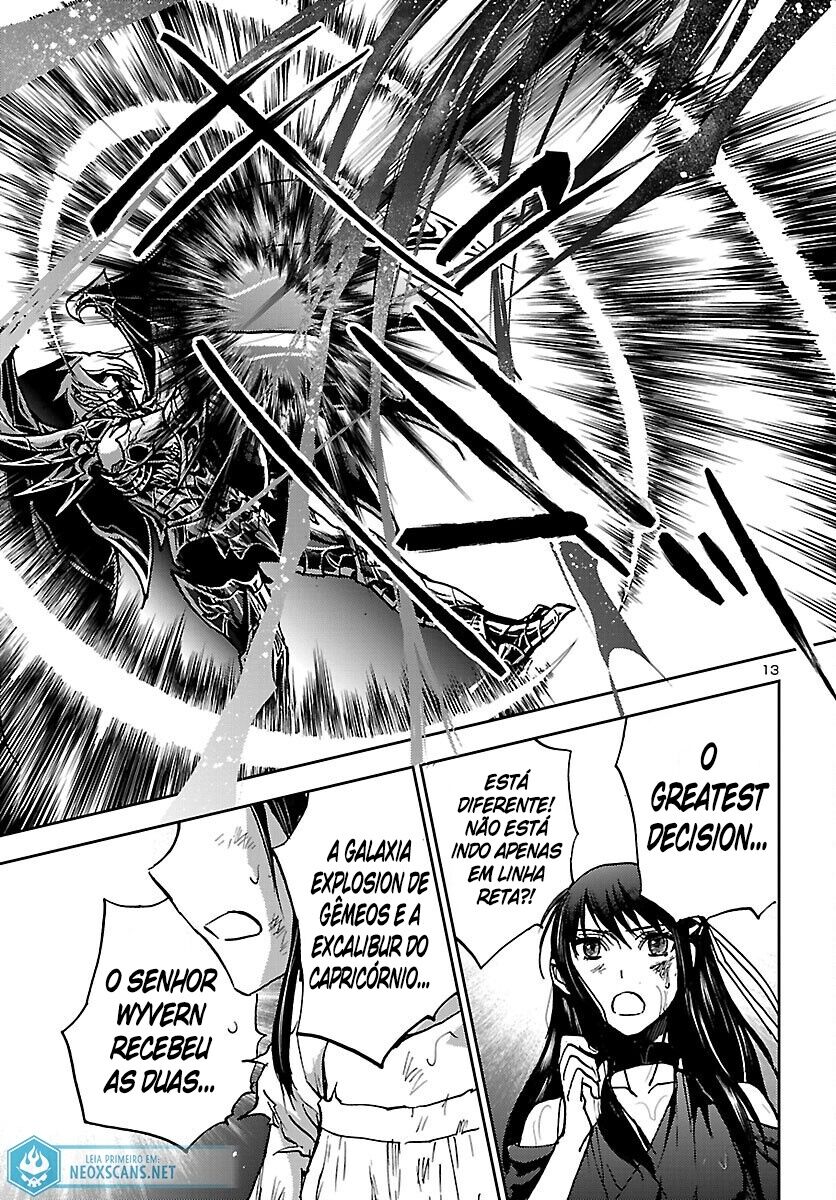 13
O
GREATEST
DECISION...
ESTÁ
DIFERENTE!
NÃO ESTÁ
INDO APENAS
EM LINHA
RETA?!
A GALAXIA
EXPLOSION DE
GÊMEOS E A
EXCALIBUR DO
CAPRICÓRNIO...
O SENHOR
WYVERN
RECEBEU
AS DUAS...
LEIA PRIMEIRO EM:
NEOXSCANS.NET